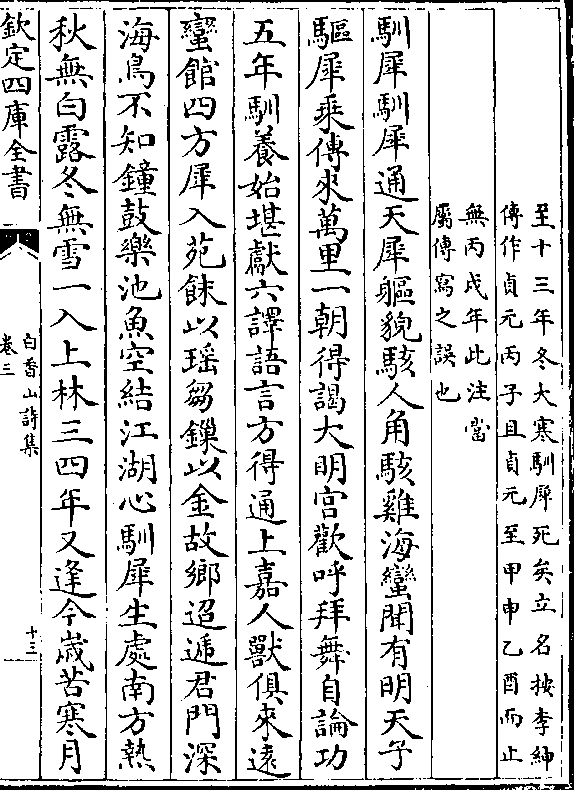 至十三年冬大寒馴犀死矣立名按李紳
傳作貞元丙子且貞元至甲申乙酉而止
無丙戌年此注當
屬傳寫之誤也
馴犀馴犀通天犀軀貌駭人角駭雞海蠻聞有明天子
驅犀乘傳來萬里一朝得謁大明宫歡呼拜舞自論功
五年馴養始堪獻六譯語言方得通上嘉人獸俱來逺
蠻館四方犀入苑餗以瑶芻鏁以金故鄉迢遞君門深
海鳥不知鐘鼓樂池魚空結江湖心馴犀生處南方熱
秋無白露冬無雪一入上林三四年又逢今嵗苦寒月
欽定四庫全書
白香山詩集
卷三
十三